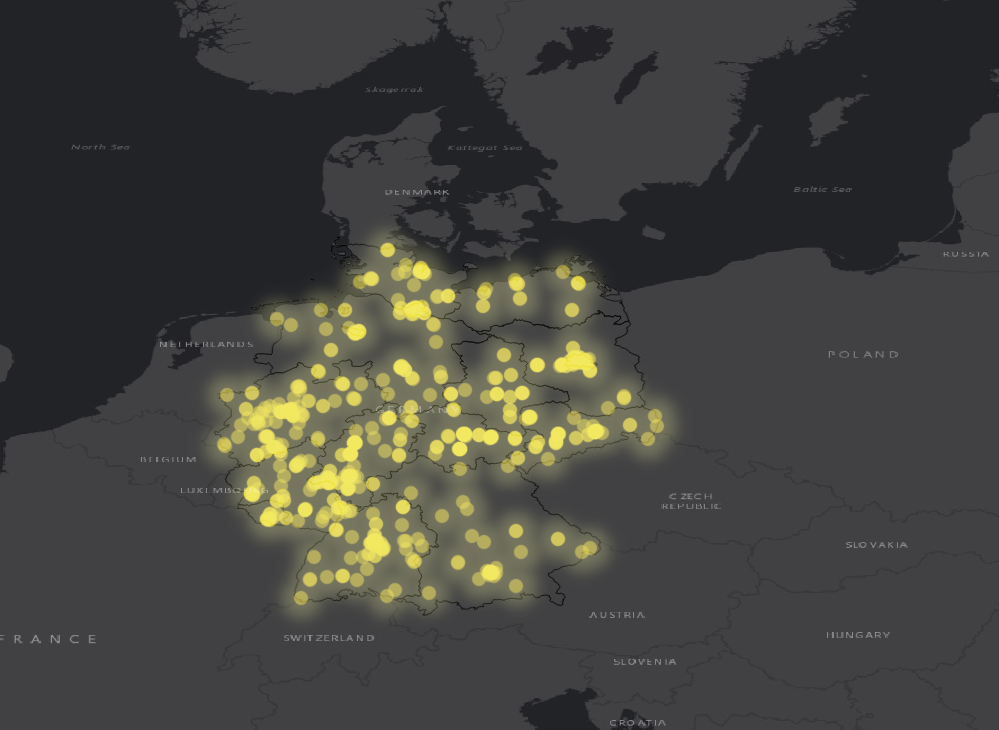 Skagerrak
North Sea
Kattegat Sea
DENMARK
Baltic Sea
RUSSIA
NETHERLANDS
POLAND
GERMANY
BELGIUM
LUXEMBOURG
CZECH
REPUBLIC
SLOVAKIA
AUSTRIA
FRANCE
SWITZERLAND
HUNGARY
SLOVENIA
CROATIA